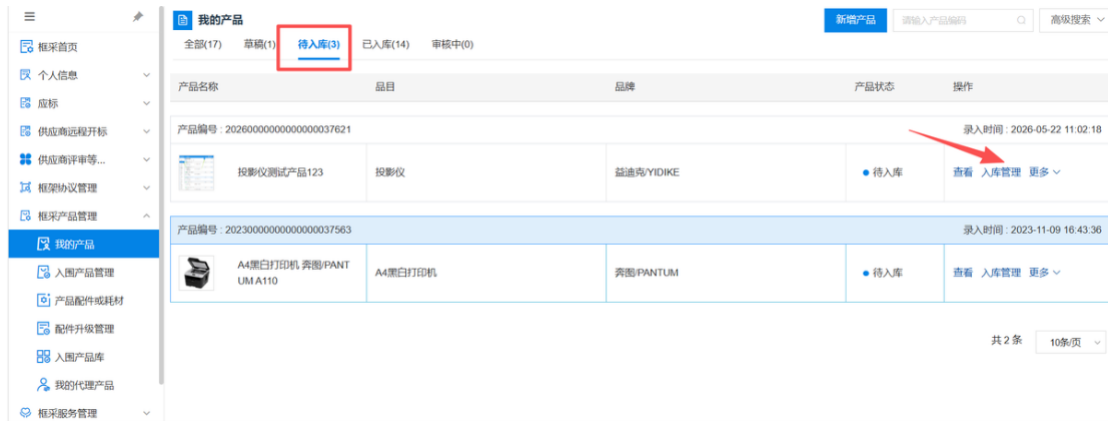 我的产品
新增产品
请输入产品编码
高级搜索
框采首页
个人信息
应标
供应商远程开标
供应商评审等...
框架协议管理
框采产品管理
我的产品
入围产品管理
产品配件或耗材
配件升级管理
入围产品库
我的代理产品
框采服务管理
全部(17) 草稿(1) 待入库(3) 已入库(14) 审核中(0)
产品名称 品目 品牌 产品状态 操作
产品编号 : 20260000000000000037621 录入时间 : 2026-05-22 11:02:18
投影仪测试产品123 投影仪 益迪克/YIDIKE 待入库 查看 入库管理 更多
产品编号 : 20230000000000000037563 录入时间 : 2023-11-09 16:43:36
A4黑白打印机 奔图/PANT
UM A110
A4黑白打印机 奔图/PANTUM 待入库 查看 入库管理 更多
共 2 条 10条/页